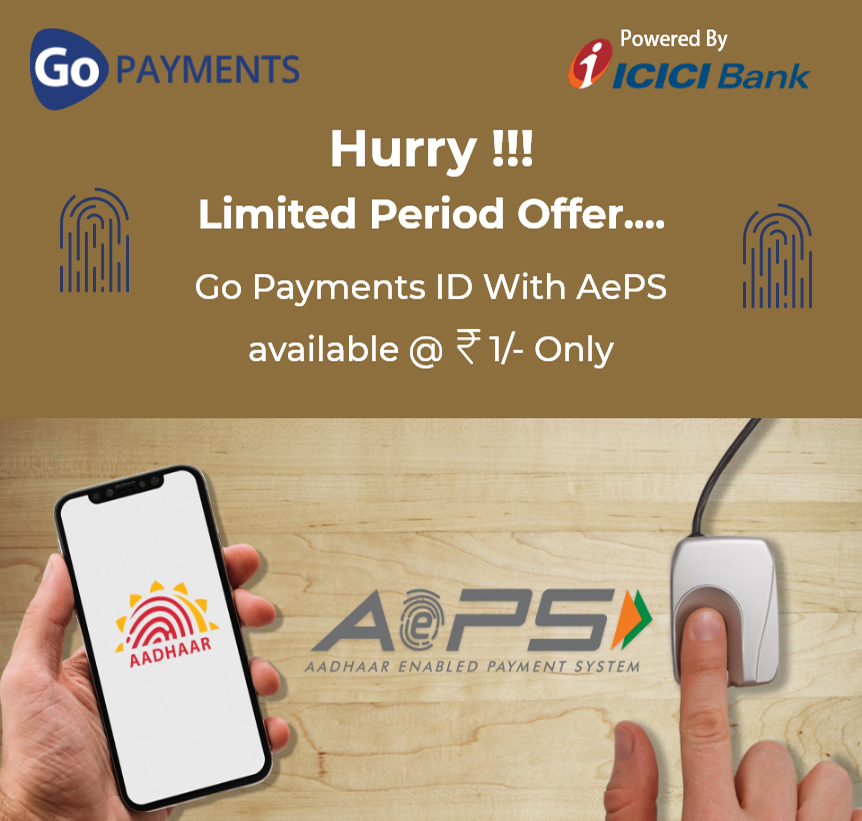 Go PAYMENTS
Powered By
i ICICI Bank
Hurry !!!
Limited Period Offer....
Go Payments ID With AePS
available @ ₹ 1/- Only
AADHAAR
AePS
AADHAAR ENABLED PAYMENT SYSTEM